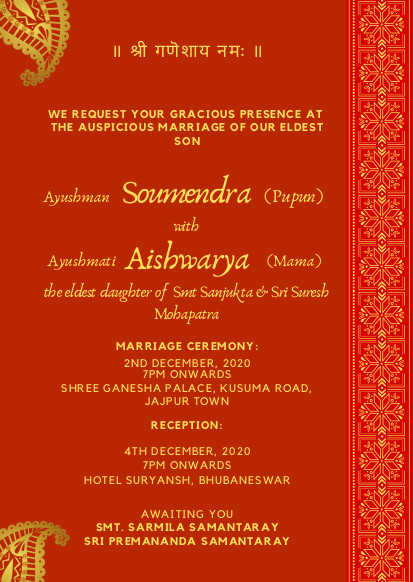 ॥ श्री गणेशाय नमः ॥
WE REQUEST YOUR GRACIOUS PRESENCE AT
THE AUSPICIOUS MARRIAGE OF OUR ELDEST
SON
Ayushman Soumendra (Pupun)
with
Ayushmati Aishwarya (Mama)
the eldest daughter of Smt Sanjukta & Sri Suresh
Mohapatra
MARRIAGE CEREMONY:
2ND DECEMBER, 2020
7PM ONWARDS
SHREE GANESHA PALACE, KUSUMA ROAD,
JAJPUR TOWN
RECEPTION:
4TH DECEMBER, 2020
7PM ONWARDS
HOTEL SURYANSH, BHUBANESWAR
AWAITING YOU
SMT. SARMILA SAMANTARAY
SRI PREMANANDA SAMANTARAY